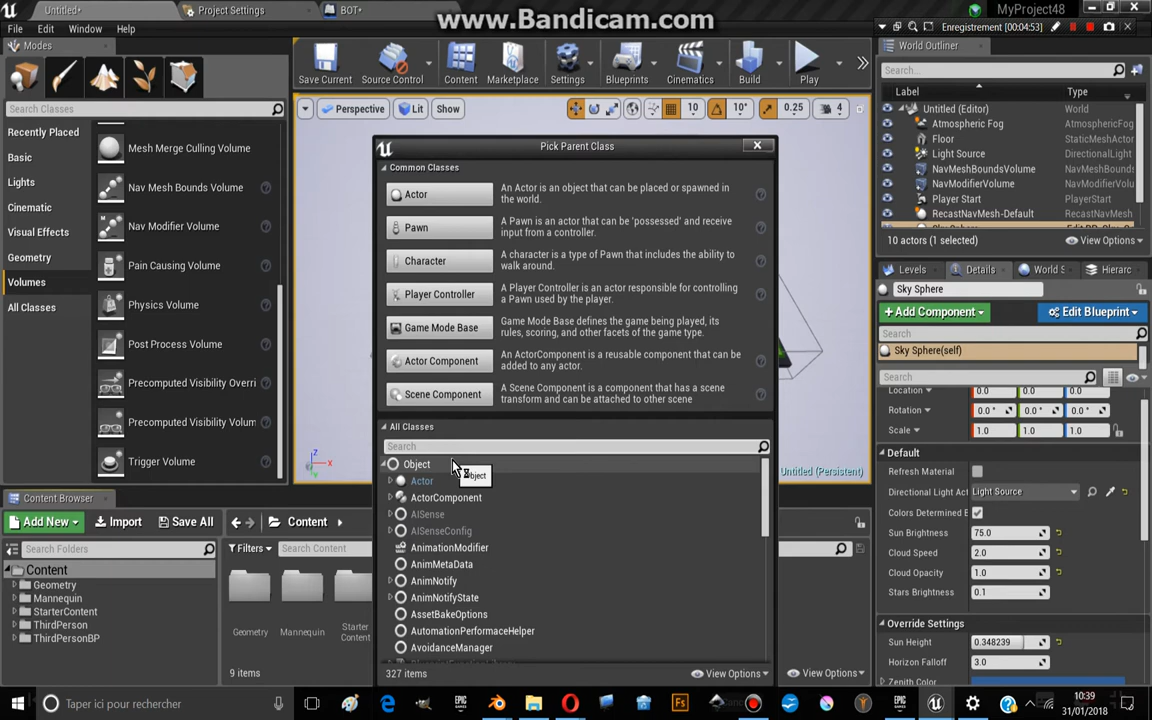 Untitled*
Project Settings
BOT*
www.Bandicam.com
MyProject48
File Edit Window Help
Enregistrement (00:04:53)
Modes
World Outliner
Search Classes
Save Current
Source Control
Content
Marketplace
Settings
Blueprints
Cinematics
Build
Play
Search...
Label Type
Perspective
Lit
Show
10
10°
0.25
4
Untitled (Editor) World
Atmospheric Fog AtmosphericFog
Floor StaticMeshActor
Light Source DirectionalLight
NavMeshBoundsVolume NavMeshBoundsV
NavModifierVolume NavModifierVolum
Player Start PlayerStart
RecastNavMesh-Default RecastNavMesh
10 actors (1 selected)
View Options
Recently Placed
Basic
Lights
Cinematic
Visual Effects
Geometry
Volumes
All Classes
Mesh Merge Culling Volume
Nav Mesh Bounds Volume
Nav Modifier Volume
Pain Causing Volume
Physics Volume
Post Process Volume
Precomputed Visibility Overri
Precomputed Visibility Volum
Trigger Volume
Pick Parent Class
Common Classes
Actor
An Actor is an object that can be placed or spawned in
the world.
Pawn
A Pawn is an actor that can be 'possessed' and receive
input from a controller.
Character
A character is a type of Pawn that includes the ability to
walk around.
Player Controller
A Player Controller is an actor responsible for controlling
a Pawn used by the player.
Game Mode Base
Game Mode Base defines the game being played, its
rules, scoring, and other facets of the game type.
Actor Component
An ActorComponent is a reusable component that can be
added to any actor.
Scene Component
A Scene Component is a component that has a scene
transform and can be attached to other scene
All Classes
Search
Object
Object
Actor
ActorComponent
AISense
AISenseConfig
AnimationModifier
AnimMetaData
AnimNotify
AnimNotifyState
AssetBakeOptions
AutomationPerformaceHelper
AvoidanceManager
327 items
View Options
Untitled (Persistent)
Z
X
Levels
Details
World S
Hierarc
Sky Sphere
+ Add Component
Edit Blueprint
Search
Sky Sphere(self)
Search
Location 0.0 0.0 0.0
Rotation 0.0 ° 0.0 ° 0.0 °
Scale 1.0 1.0 1.0
Default
Refresh Material
Directional Light Act Light Source
Colors Determined B
Sun Brightness 75.0
Cloud Speed 2.0
Cloud Opacity 1.0
Stars Brightness 0.1
Override Settings
Sun Height 0.348239
Horizon Falloff 3.0
Zenith Color
Content Browser
Add New
Import
Save All
Content
Search Folders
Filters
Search Content
Content
Geometry
Mannequin
StarterContent
ThirdPerson
ThirdPersonBP
Geometry
Mannequin
Starter
Content
9 items
View Options
Taper ici pour rechercher
10:39
31/01/2018